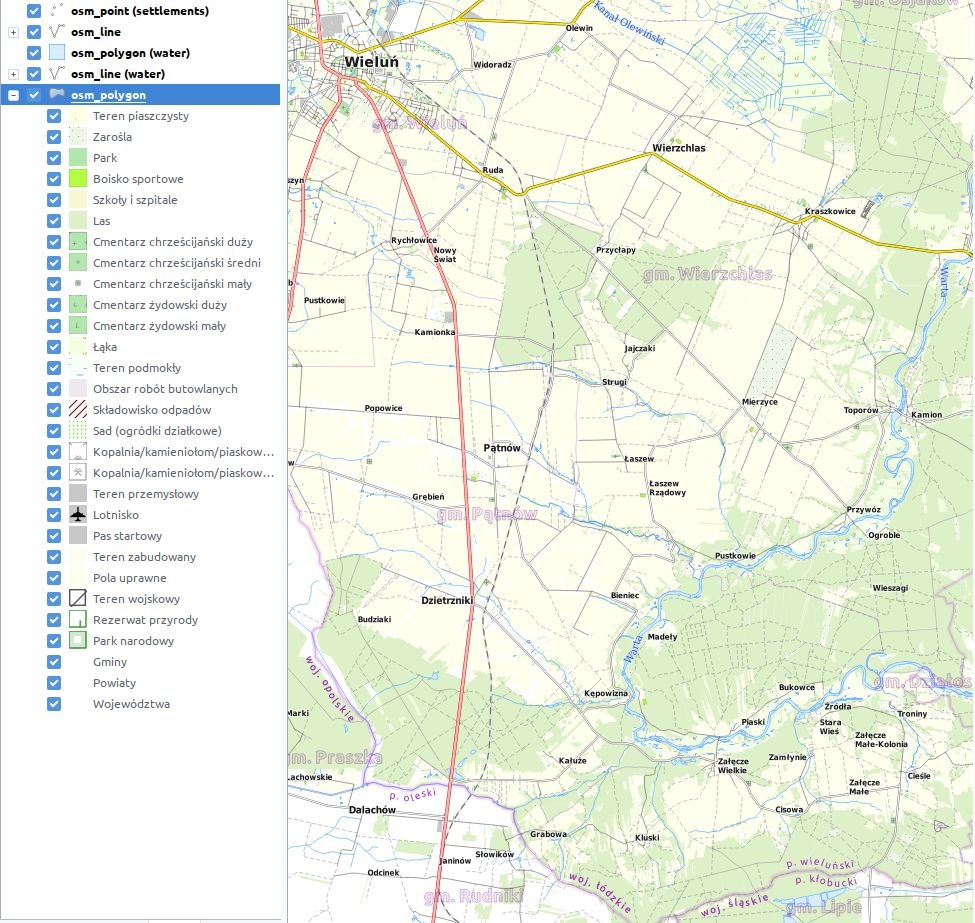 osm_point (settlements)
osm_line
osm_polygon (water)
osm_line (water)
osm_polygon
Teren piaszczysty
Zarośla
Park
Boisko sportowe
Szkoły i szpitale
Las
Cmentarz chrześcijański duży
Cmentarz chrześcijański średni
Cmentarz chrześcijański mały
Cmentarz żydowski duży
Cmentarz żydowski mały
Łąka
Teren podmokły
Obszar robót butowlanych
Składowisko odpadów
Sad (ogródki działkowe)
Kopalnia/kamieniołom/piaskow...
Kopalnia/kamieniołom/piaskow...
Teren przemysłowy
Lotnisko
Pas startowy
Teren zabudowany
Pola uprawne
Teren wojskowy
Rezerwat przyrody
Park narodowy
Gminy
Powiaty
Województwa
Kanał Olewiński
Olewin
Wieluń
Widoradz
gm. Wieluń
Wierzchlas
Ruda
szyn
Kraszkowice
Rychłowice
Nowy
Świat
Przycłapy
gm. Wierzchlas
Warta
Pustkowie
Kamionka
Jajczaki
Strugi
Mierzyce
Popowice
Toporów
Kamion
Pątnów
Łaszew
Łaszew
Rządowy
Grębień
gm. Pątnów
Przywóz
Ogroble
Pustkowie
Wieszagi
Bieniec
Dzietrzniki
Budziaki
Madeły
Warta
woj. opolskie
gm. Działos
Bukowce
Kępowizna
Źródła
Troniny
Marki
Piaski
Stara
Wieś
Załęcze
Małe-Kolonia
gm. Praszka
Kałuże
Załęcze
Wielkie
Zamłynie
Cieśle
Lachowskie
Załęcze
Małe
p. oleski
Dalachów
Cisowa
Grabowa
Kluski
Słowików
Janinów
Odcinek
p. wieluński
p. kłobucki
woj. łódzkie
woj. śląskie
gm. Rudniki
gm. Lipie